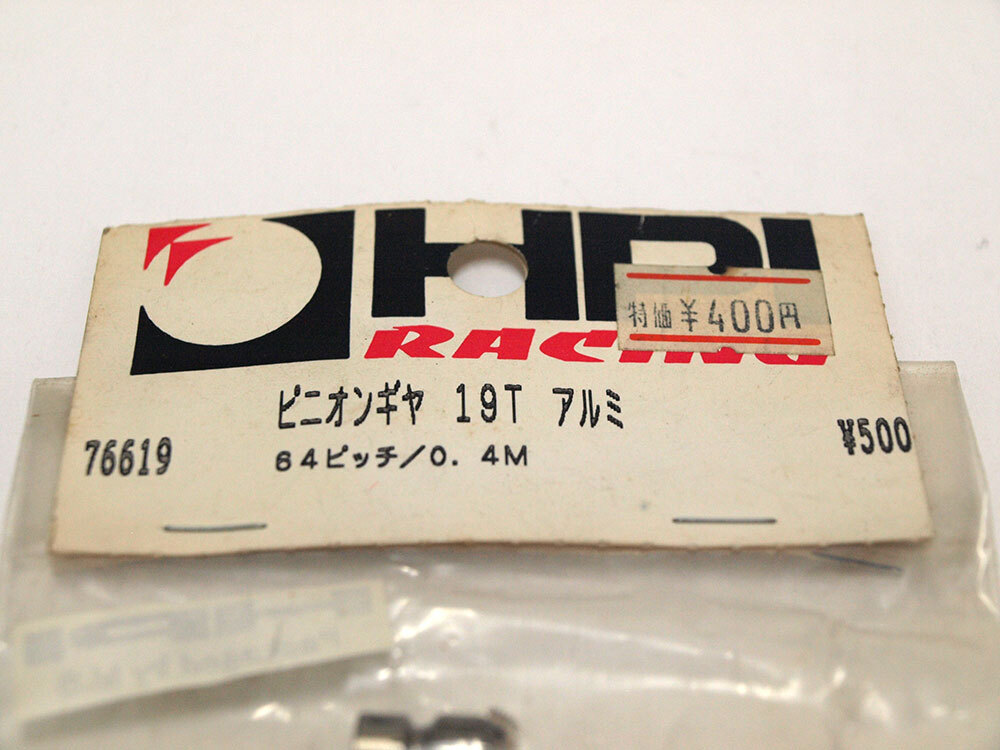 HPI
RACING
特価 ¥400円
ピニオンギヤ 19T アルミ
76619
64ピッチ/0.4M
¥500